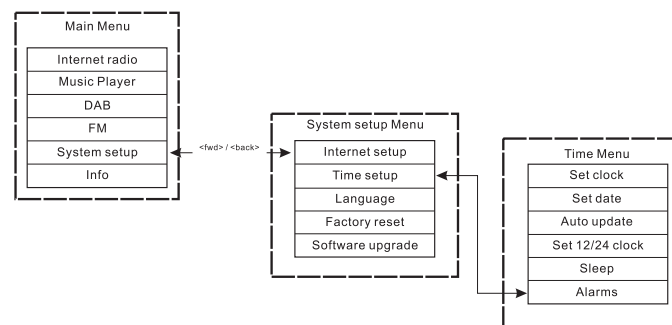 Main Menu
Internet radio
Music Player
DAB
FM
System setup
Info
<fwd> / <back>
System setup Menu
Internet setup
Time setup
Language
Factory reset
Software upgrade
Time Menu
Set clock
Set date
Auto update
Set 12/24 clock
Sleep
Alarms